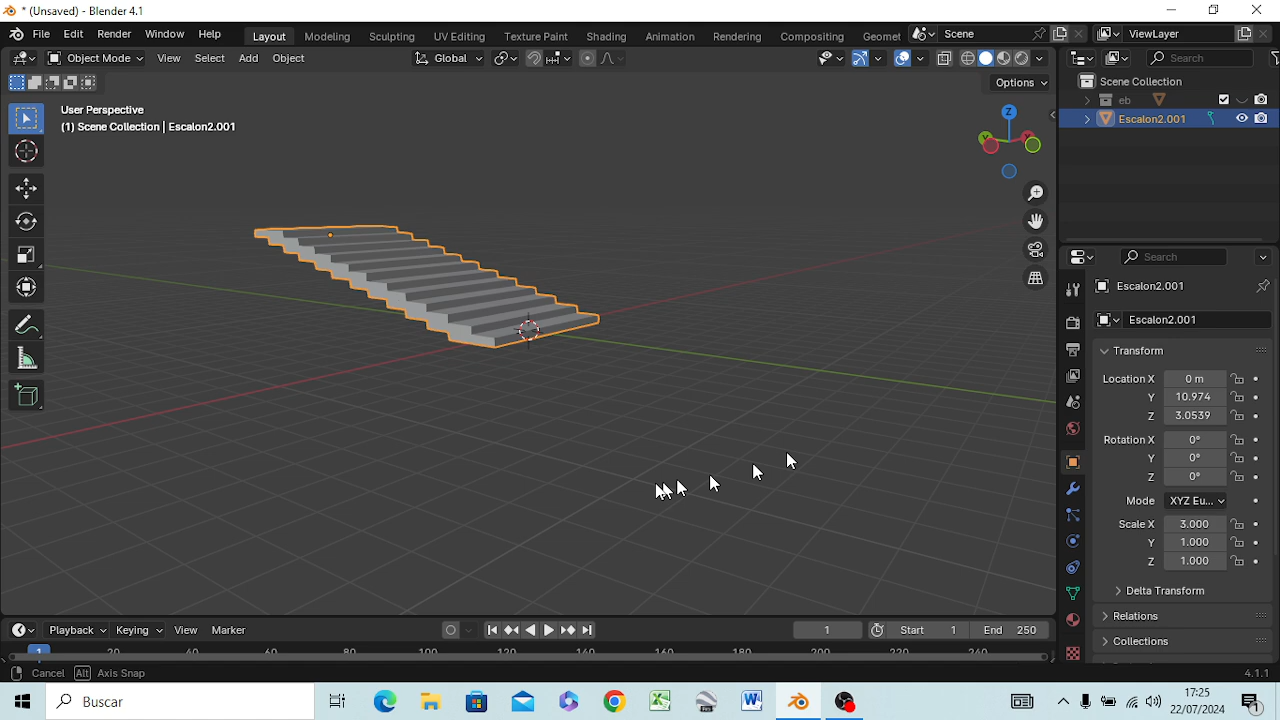 * (Unsaved) - Blender 4.1
File Edit Render Window Help Layout Modeling Sculpting UV Editing Texture Paint Shading Animation Rendering Compositing Geomet Scene ViewLayer
Object Mode View Select Add Object Global Search
Options
User Perspective
(1) Scene Collection | Escalon2.001
Scene Collection
eb
Escalon2.001
Z
Y
X
Search
Escalon2.001
Escalon2.001
Transform
Location X 0 m
Y 10.974
Z 3.0539
Rotation X 0°
Y 0°
Z 0°
Mode XYZ Eu...
Scale X 3.000
Y 1.000
Z 1.000
Delta Transform
Relations
Collections
Playback Keying View Marker 1 Start 1 End 250
1 20 40 60 80 100 120 140 160 180 200 220 240
Cancel Alt Axis Snap 4.1.1
Buscar
17:25
22/07/2024
1